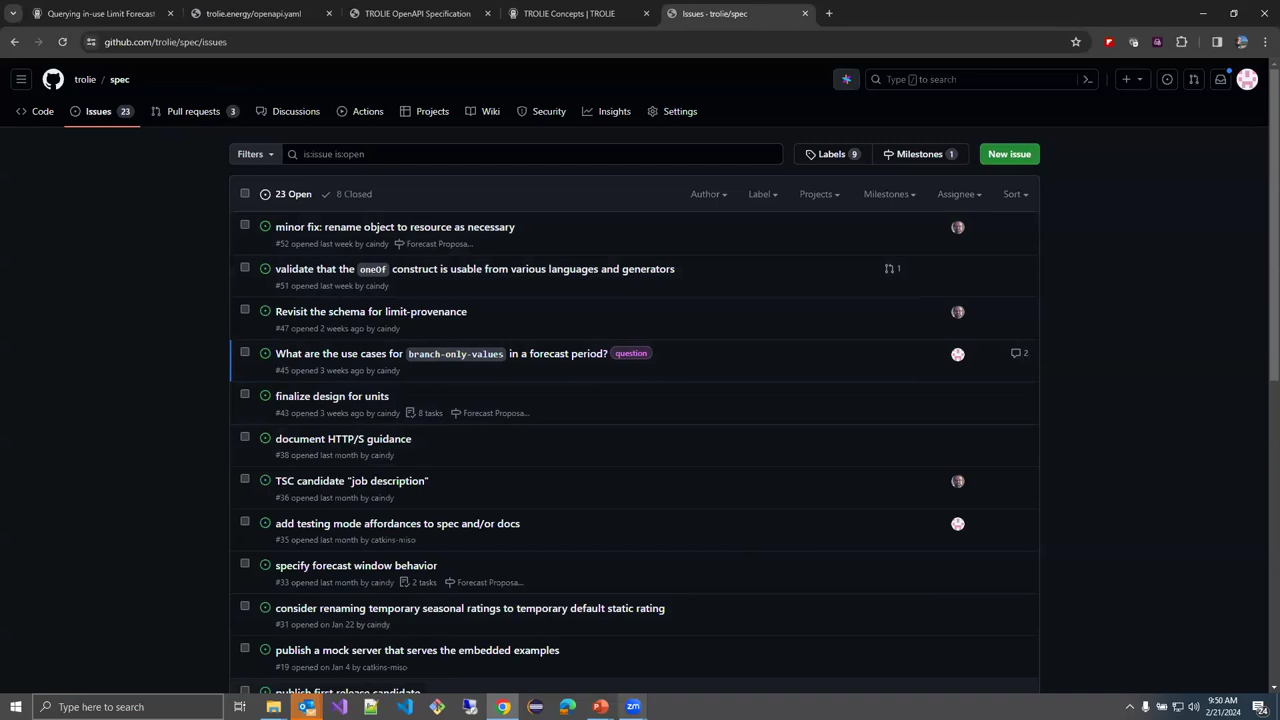 Querying in-use Limit Forecast
trolie.energy/openapi.yaml
TROLIE OpenAPI Specification
TROLIE Concepts | TROLIE
Issues · trolie/spec
github.com/trolie/spec/issues
trolie / spec
Type / to search
Code
Issues 23
Pull requests 3
Discussions
Actions
Projects
Wiki
Security
Insights
Settings
Filters
is:issue is:open
Labels 9
Milestones 1
New issue
23 Open
8 Closed
Author
Label
Projects
Milestones
Assignee
Sort
minor fix: rename object to resource as necessary
#52 opened last week by caindy Forecast Proposa...
validate that the oneOf construct is usable from various languages and generators
1
#51 opened last week by caindy
Revisit the schema for limit-provenance
#47 opened 2 weeks ago by caindy
What are the use cases for branch-only-values in a forecast period? question
2
#45 opened 3 weeks ago by caindy
finalize design for units
#43 opened 3 weeks ago by caindy 8 tasks Forecast Proposa...
document HTTP/S guidance
#38 opened last month by caindy
TSC candidate "job description"
#36 opened last month by caindy
add testing mode affordances to spec and/or docs
#35 opened last month by catkins-miso
specify forecast window behavior
#33 opened last month by caindy 2 tasks Forecast Proposa...
consider renaming temporary seasonal ratings to temporary default static rating
#31 opened on Jan 22 by caindy
publish a mock server that serves the embedded examples
#19 opened on Jan 4 by catkins-miso
publish first release candidate
Type here to search
zm
9:50 AM
2/21/2024
24